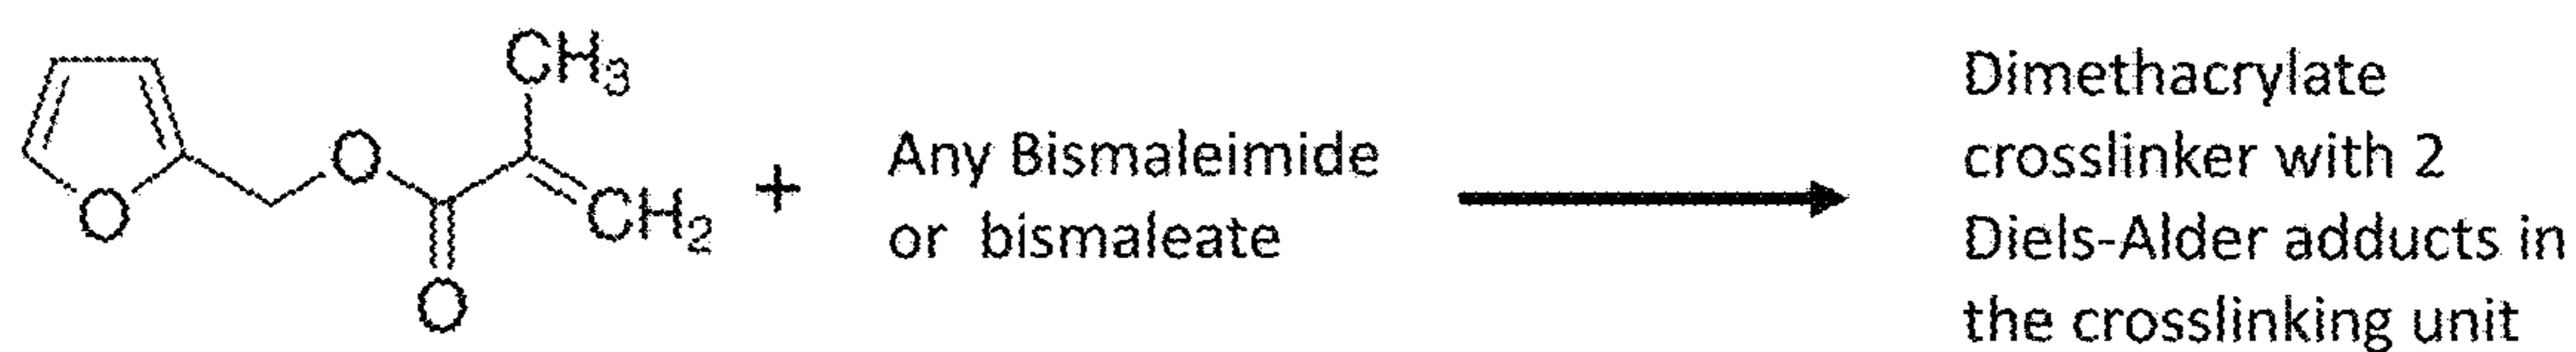 CH₃
O
O
CH₂
O
+
Any Bismaleimide
or bismaleate
Dimethacrylate
crosslinker with 2
Diels-Alder adducts in
the crosslinking unit